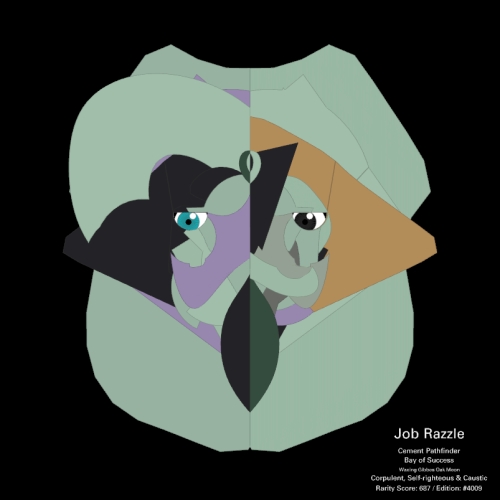 Job Razzle
Cement Pathfinder
Bay of Success
Waxing Gibbos Oak Moon
Corpulent, Self-righteous & Caustic
Rarity Score: 687 / Edition: #4009